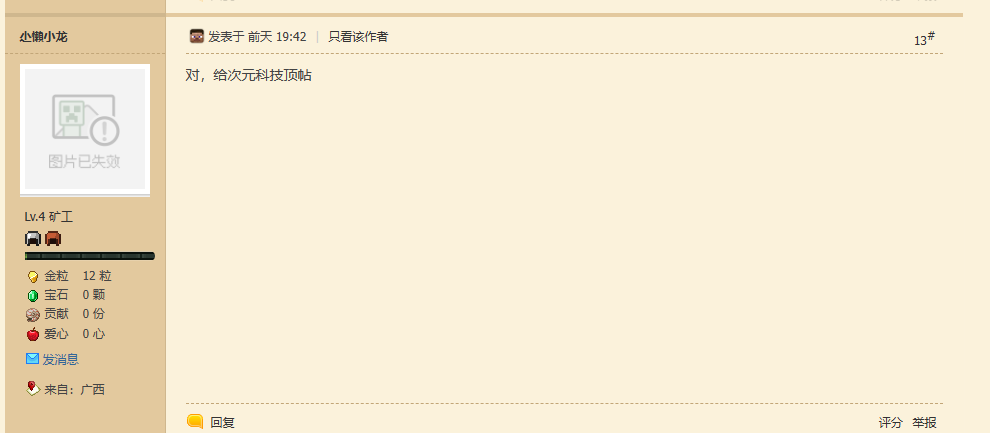 尛懒小龙
发表于 前天 19:42 | 只看该作者
13#
对，给次元科技顶帖
图片已失效
Lv.4 矿工
金粒 12 粒
宝石 0 颗
贡献 0 份
爱心 0 心
发消息
来自：广西
回复
评分 举报